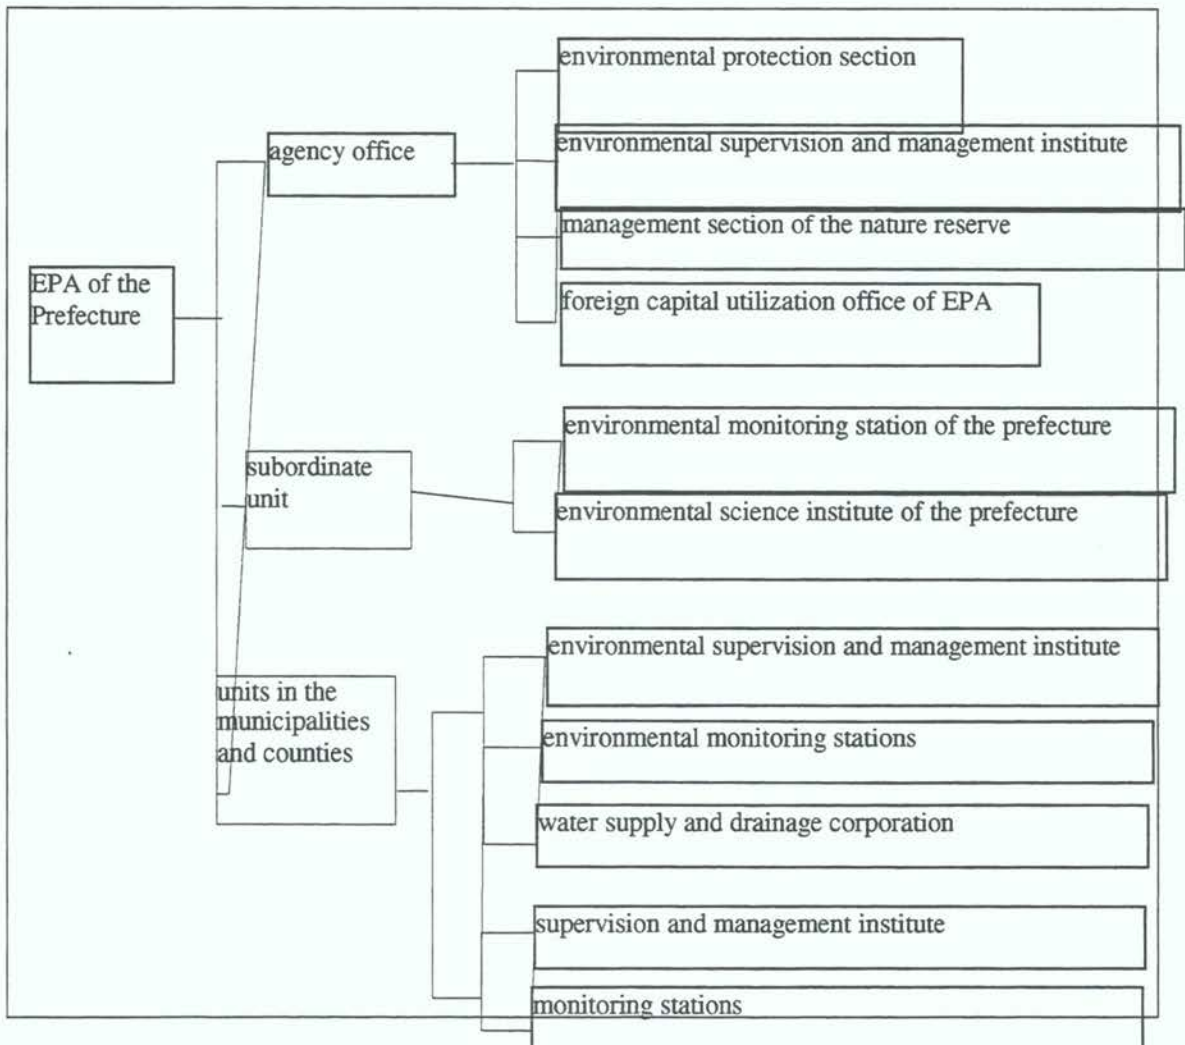 environmental protection section
agency office
environmental supervision and management institute
management section of the nature reserve
EPA of the
Prefecture
foreign capital utilization office of EPA
environmental monitoring station of the prefecture
subordinate
unit
environmental science institute of the prefecture
environmental supervision and management institute
units in the
municipalities
and counties
environmental monitoring stations
water supply and drainage corporation
supervision and management institute
monitoring stations